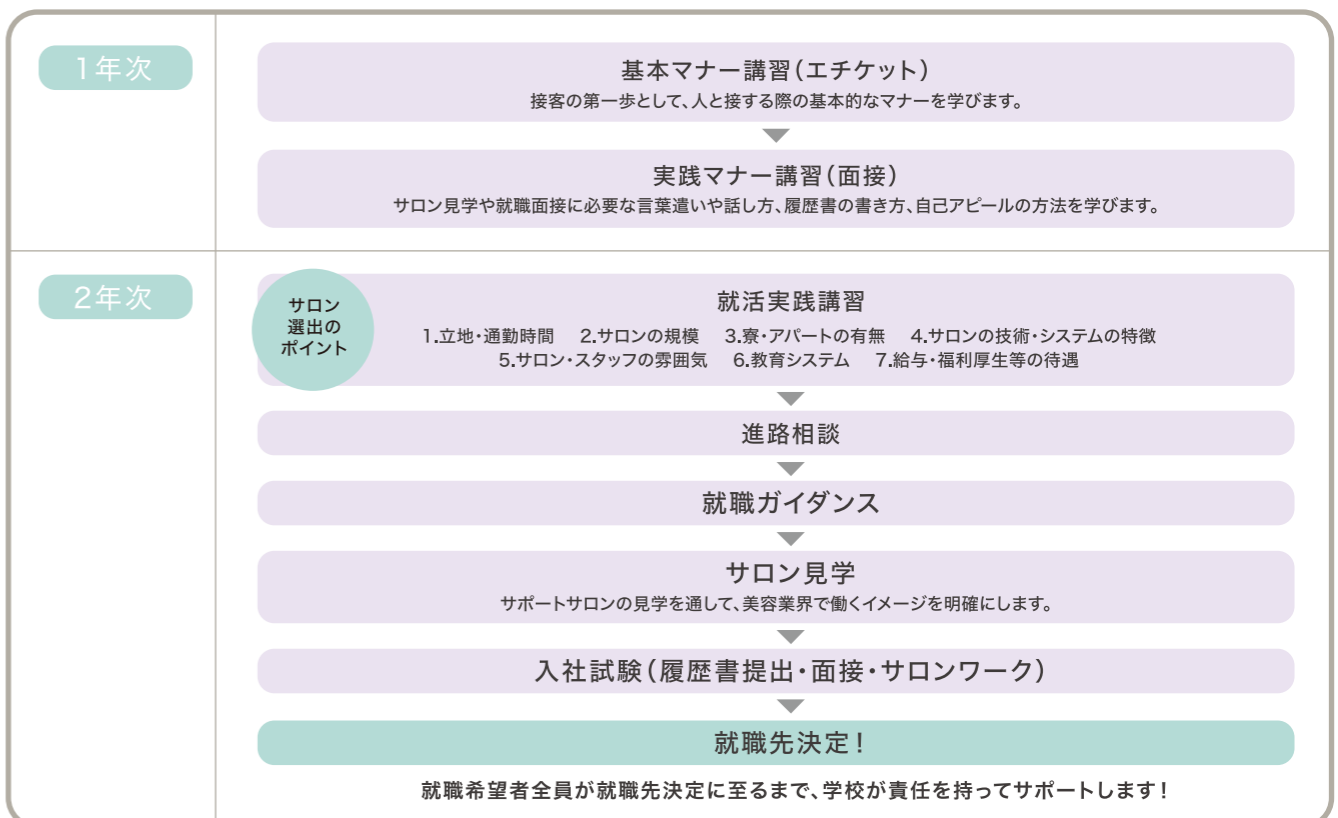 1年次
基本マナー講習(エチケット)
接客の第一歩として、人と接する際の基本的なマナーを学びます。
実践マナー講習(面接)
サロン見学や就職面接に必要な言葉遣いや話し方、履歴書の書き方、自己アピールの方法を学びます。
2年次
サロン
選出の
ポイント
就活実践講習
1.立地・通勤時間 2.サロンの規模 3.寮・アパートの有無 4.サロンの技術・システムの特徴
5.サロン・スタッフの雰囲気 6.教育システム 7.給与・福利厚生等の待遇
進路相談
就職ガイダンス
サロン見学
サポートサロンの見学を通して、美容業界で働くイメージを明確にします。
入社試験(履歴書提出・面接・サロンワーク)
就職先決定!
就職希望者全員が就職先決定に至るまで、学校が責任を持ってサポートします!